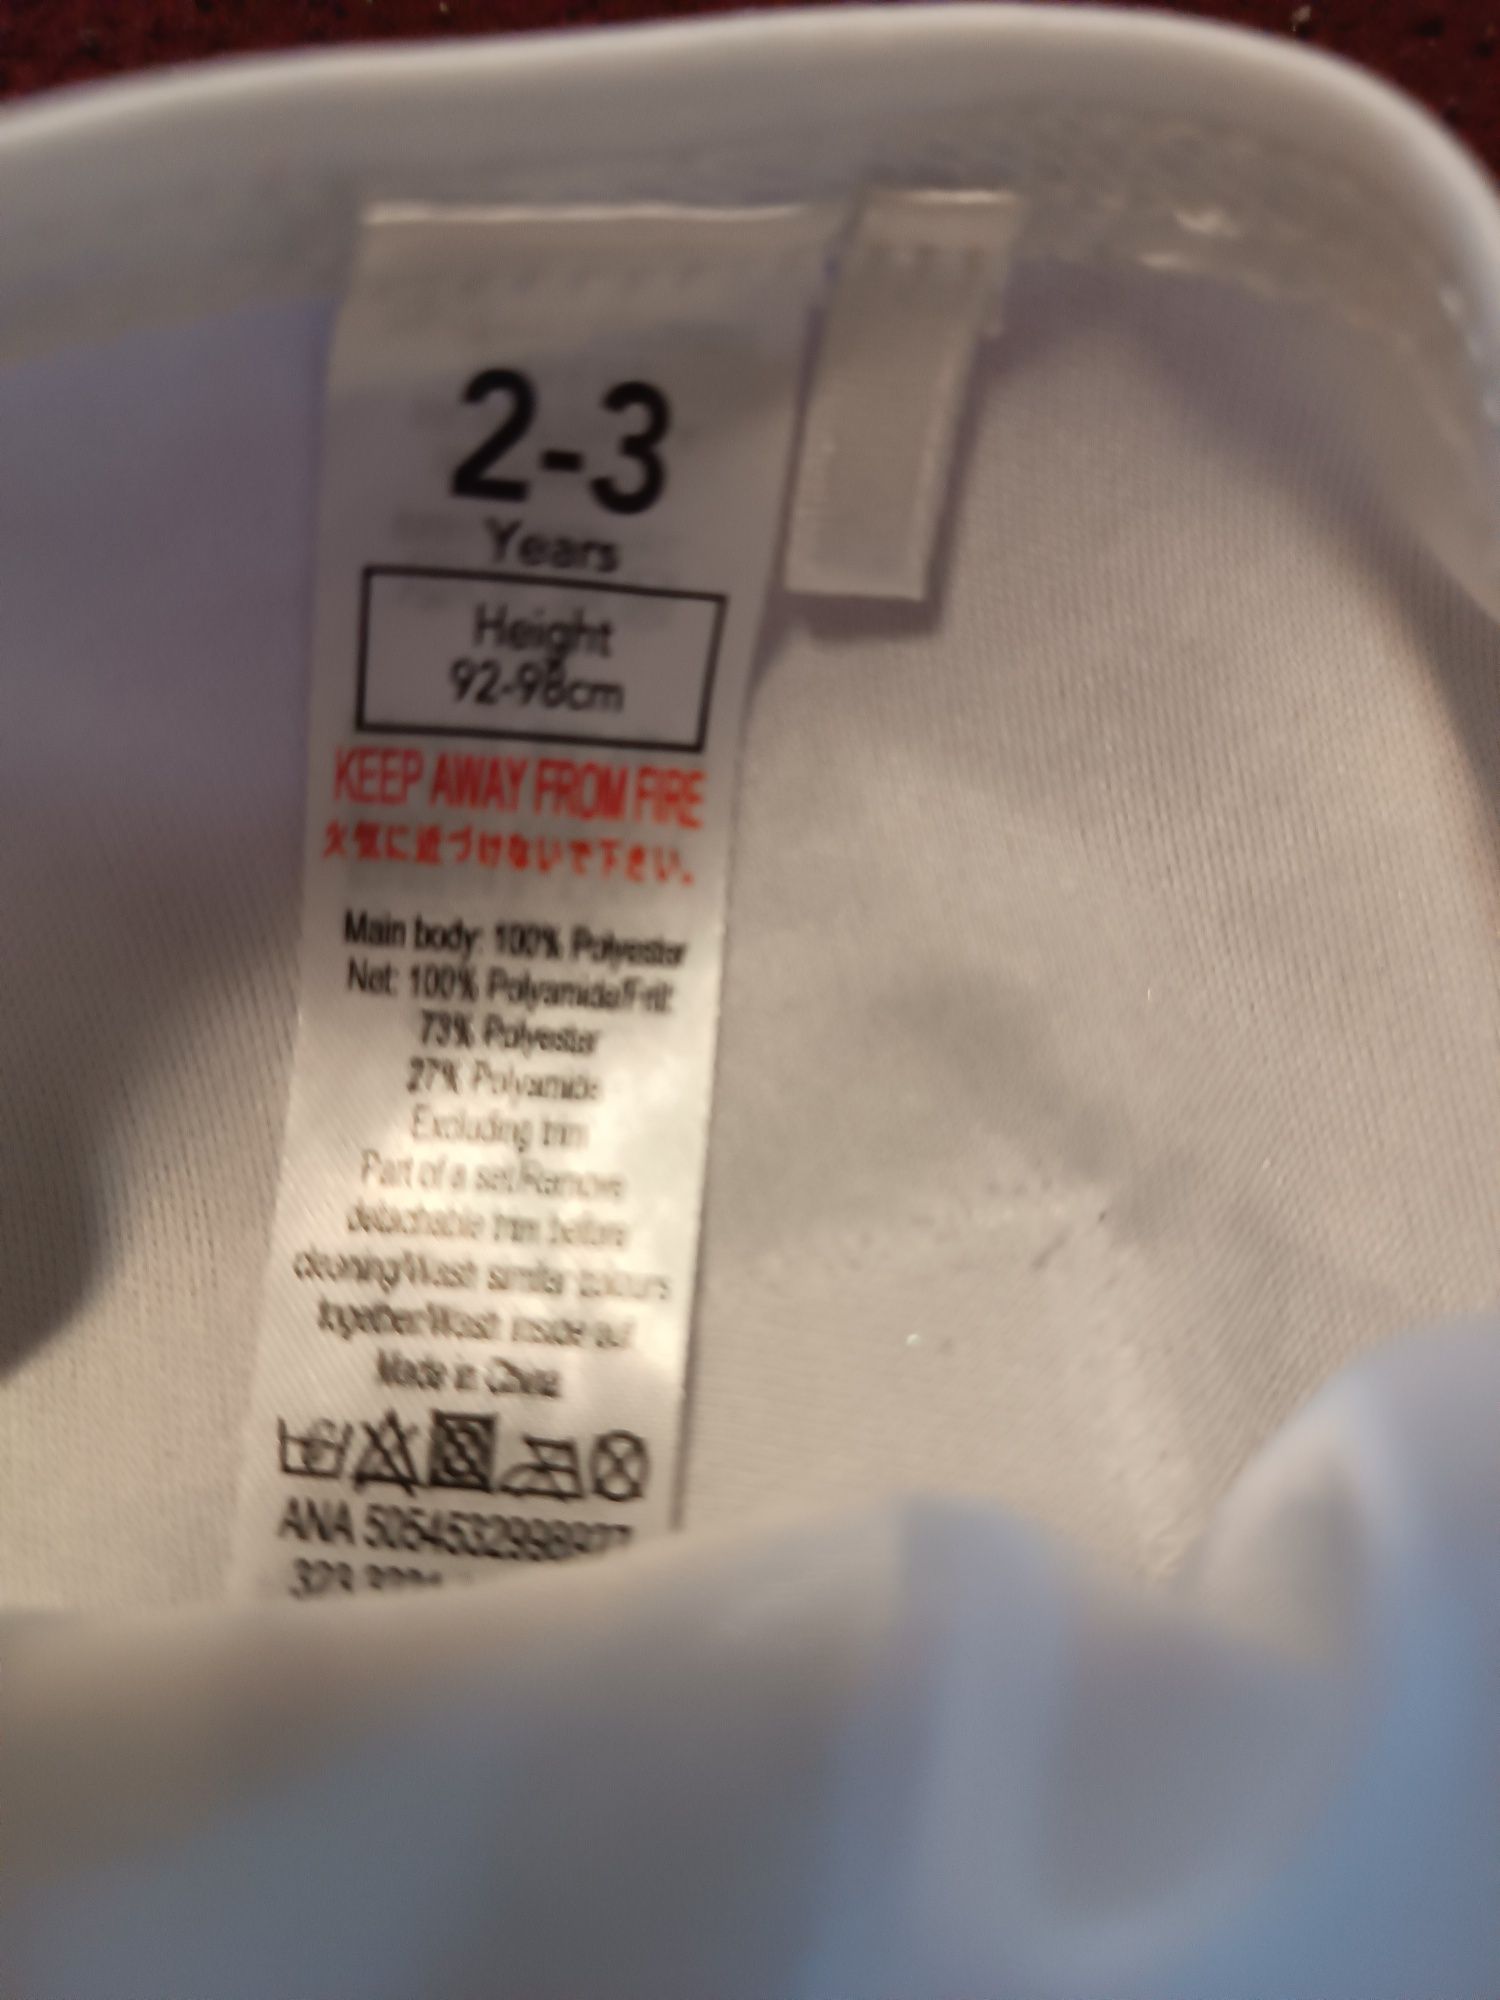 2-3
Years
Height
92-98cm
KEEP AWAY FROM FIRE
火気に近づけないで下さい。
Main body: 100% Polyester
Net: 100% Polyamide/Frill:
73% Polyester
27% Polyamide
Excluding trim
Part of a set/Remove
detachable trim before
cleaning/Wash similar colours
together/Wash inside out
Made in China
ANA